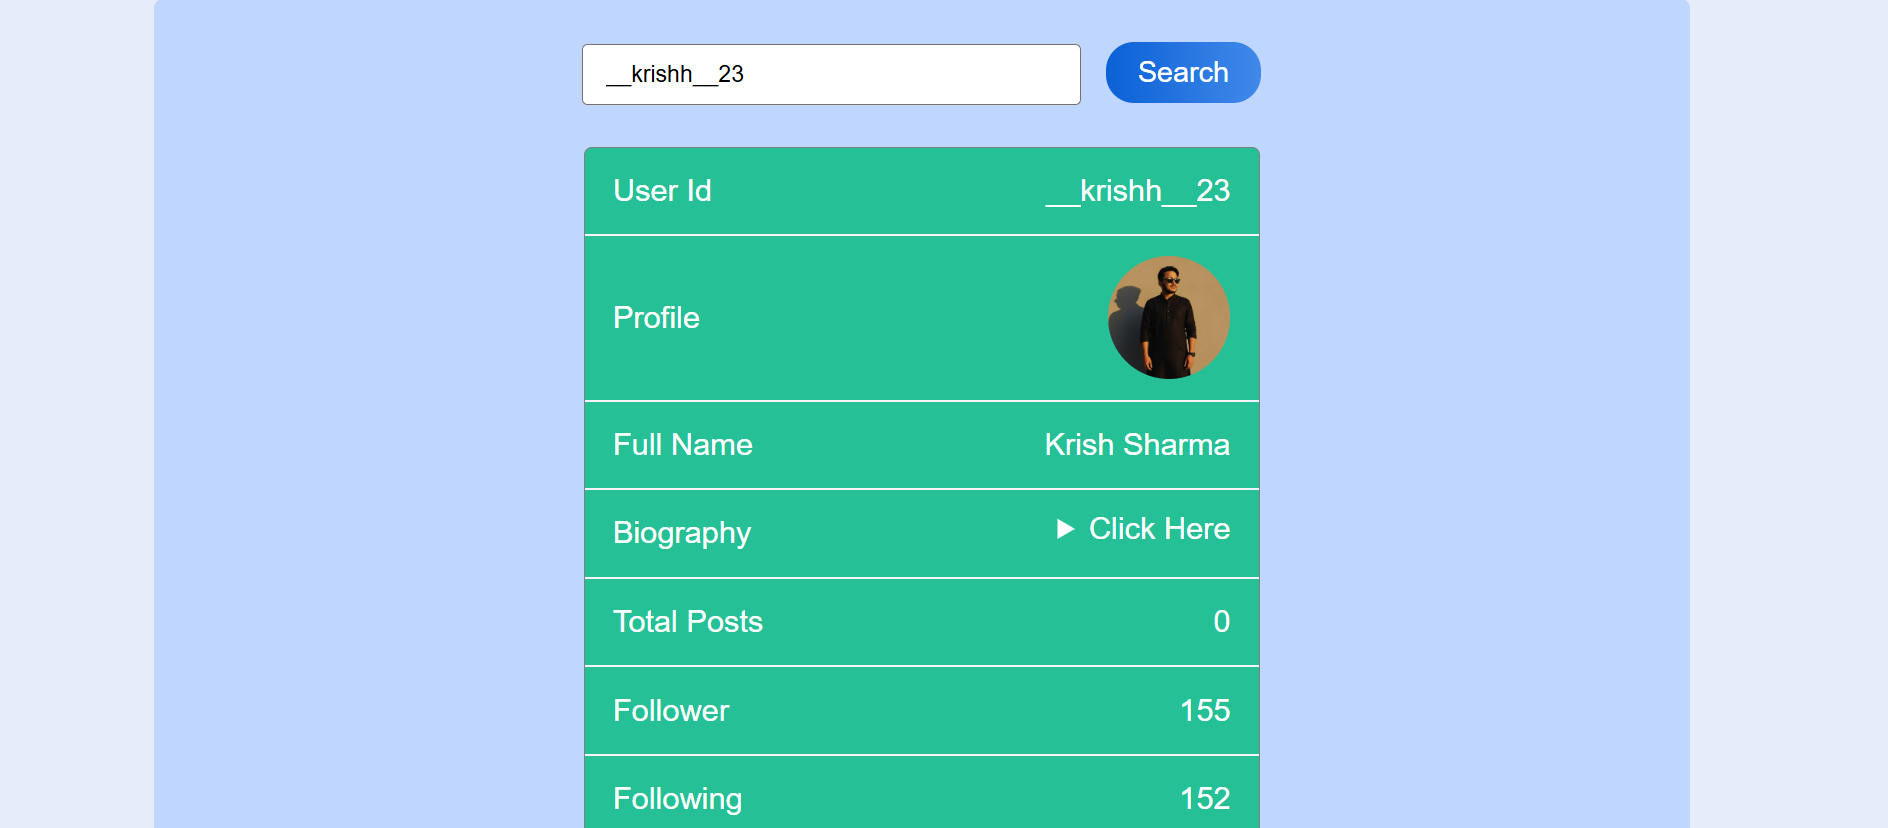 __krishh__23 Search
User Id __krishh__23
Profile
Full Name Krish Sharma
Biography Click Here
Total Posts 0
Follower 155
Following 152